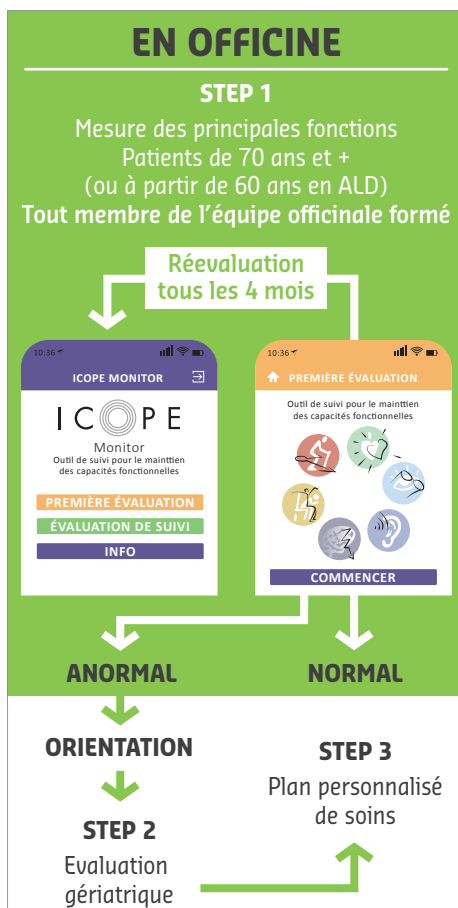 EN OFFICINE
STEP 1
Mesure des principales fonctions
Patients de 70 ans et +
(ou à partir de 60 ans en ALD)
Tout membre de l'équipe officinale formé
Réevaluation
tous les 4 mois
10:36
ICOPE MONITOR
ICOPE
Monitor
Outil de suivi pour le mainttien
des capacités fonctionnelles
PREMIÈRE ÉVALUATION
ÉVALUATION DE SUIVI
INFO
10:36
PREMIÈRE ÉVALUATION
Outil de suivi pour le mainttien
des capacités fonctionnelles
COMMENCER
ANORMAL
NORMAL
ORIENTATION
STEP 2
Evaluation
gériatrique
STEP 3
Plan personnalisé
de soins